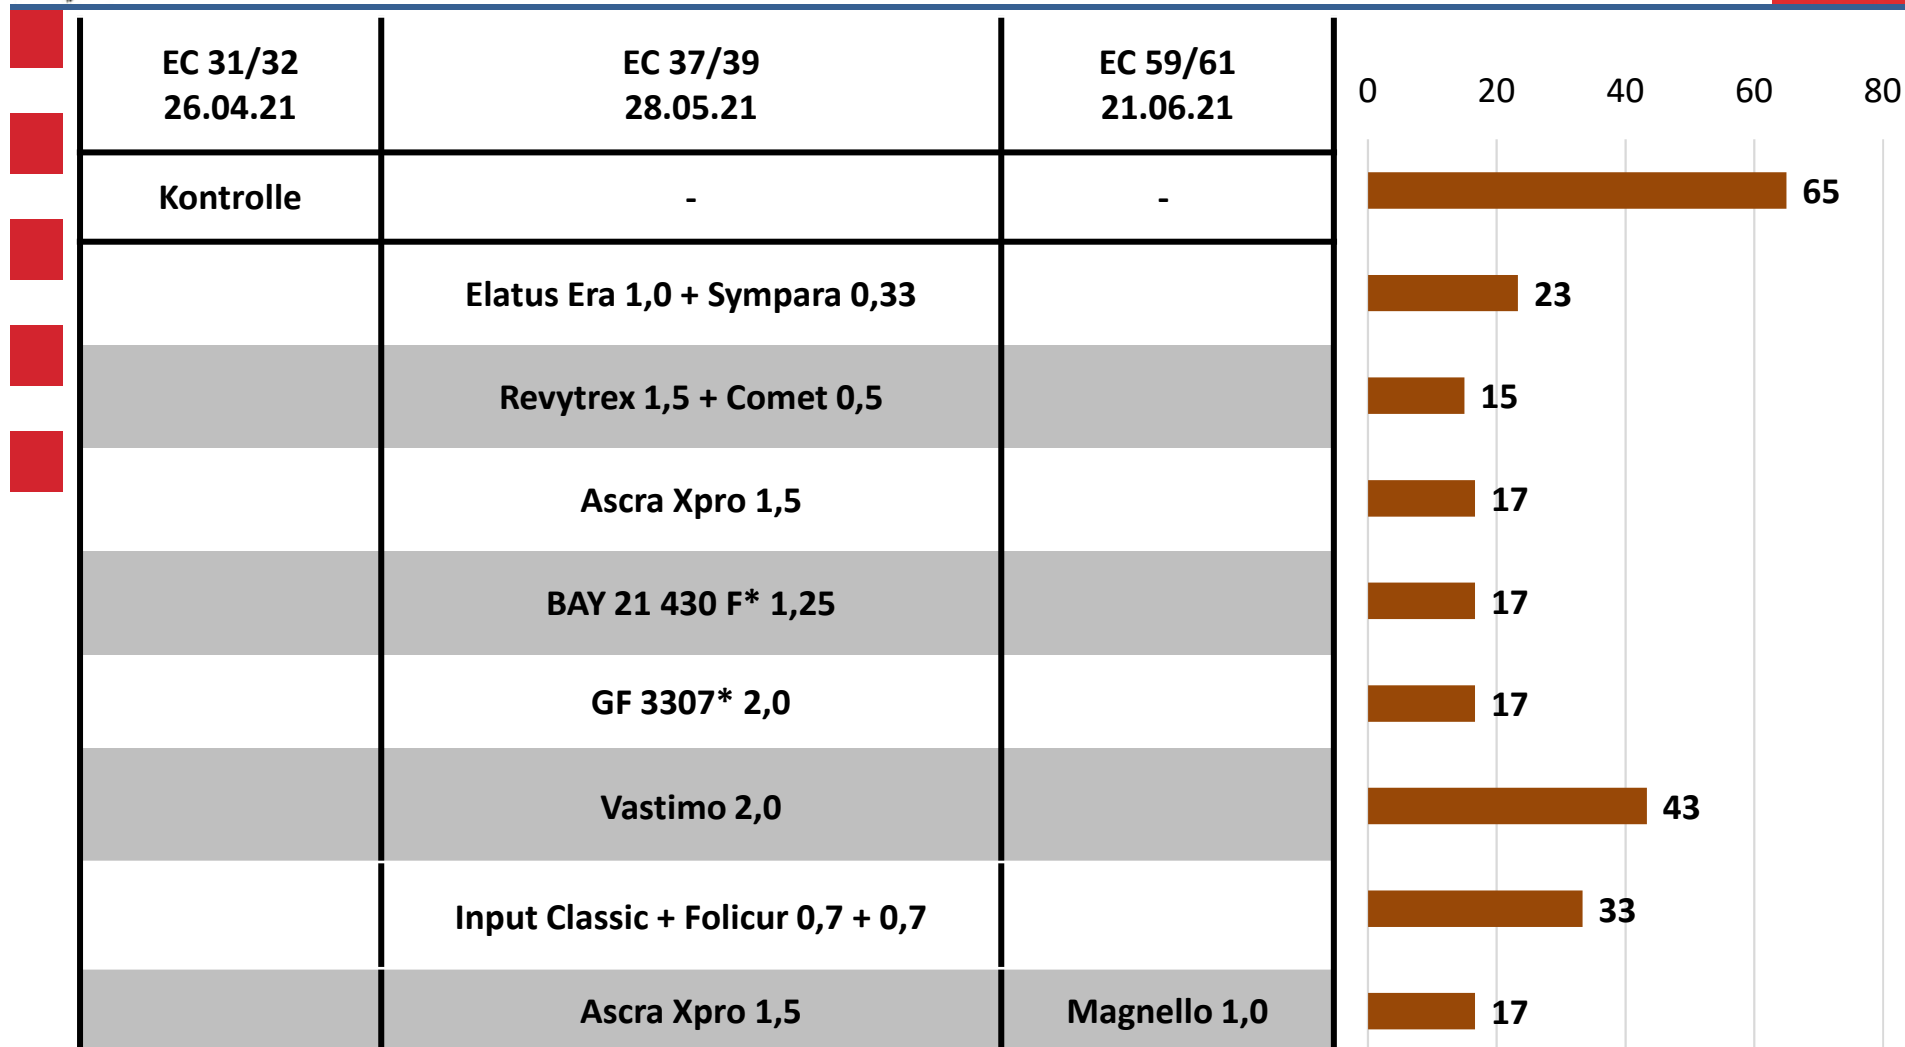 EC 31/32
26.04.21
EC 37/39
28.05.21
EC 59/61
21.06.21
0 20 40 60 80
Kontrolle - - 65
Elatus Era 1,0 + Sympara 0,33 23
Revytrex 1,5 + Comet 0,5 15
Ascra Xpro 1,5 17
BAY 21 430 F* 1,25 17
GF 3307* 2,0 17
Vastimo 2,0 43
Input Classic + Folicur 0,7 + 0,7 33
Ascra Xpro 1,5 Magnello 1,0 17